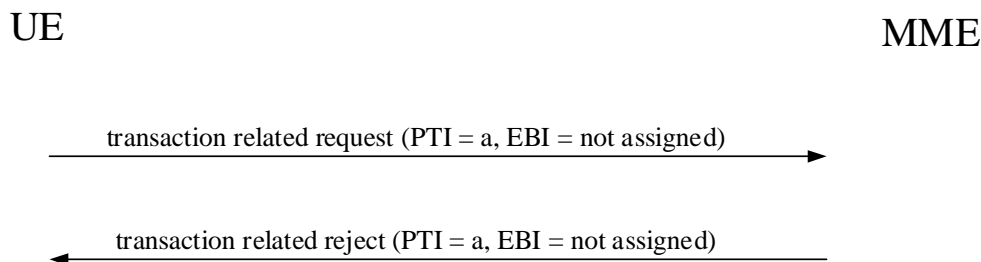 UE
MME
transaction related request (PTI = a, EBI = not assigned)
transaction related reject (PTI = a, EBI = not assigned)